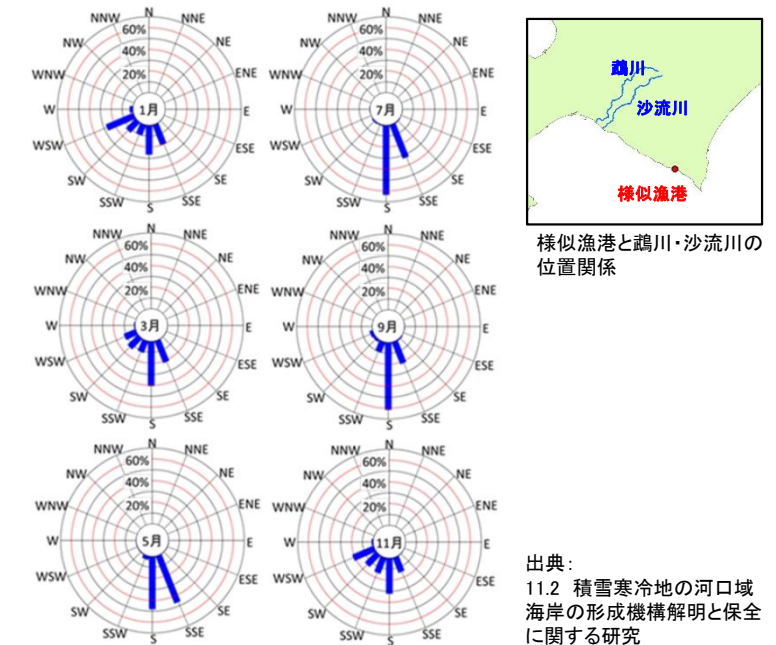 N
NNW
NNE
NW
NE
WNW
ENE
W
E
WSW
ESE
SW
SE
SSW
SSE
S
60%
40%
20%
1月
N
NNW
NNE
NW
NE
WNW
ENE
W
E
WSW
ESE
SW
SE
SSW
SSE
S
60%
40%
20%
7月
鵡川
沙流川
様似漁港
様似漁港と鵡川・沙流川の
位置関係
N
NNW
NNE
NW
NE
WNW
ENE
W
E
WSW
ESE
SW
SE
SSW
SSE
S
60%
40%
20%
3月
N
NNW
NNE
NW
NE
WNW
ENE
W
E
WSW
ESE
SW
SE
SSW
SSE
S
60%
40%
20%
9月
N
NNW
NNE
NW
NE
WNW
ENE
W
E
WSW
ESE
SW
SE
SSW
SSE
S
60%
40%
20%
5月
N
NNW
NNE
NW
NE
WNW
ENE
W
E
WSW
ESE
SW
SE
SSW
SSE
S
60%
40%
20%
11月
出典：
11.2 積雪寒冷地の河口域
海岸の形成機構解明と保全
に関する研究